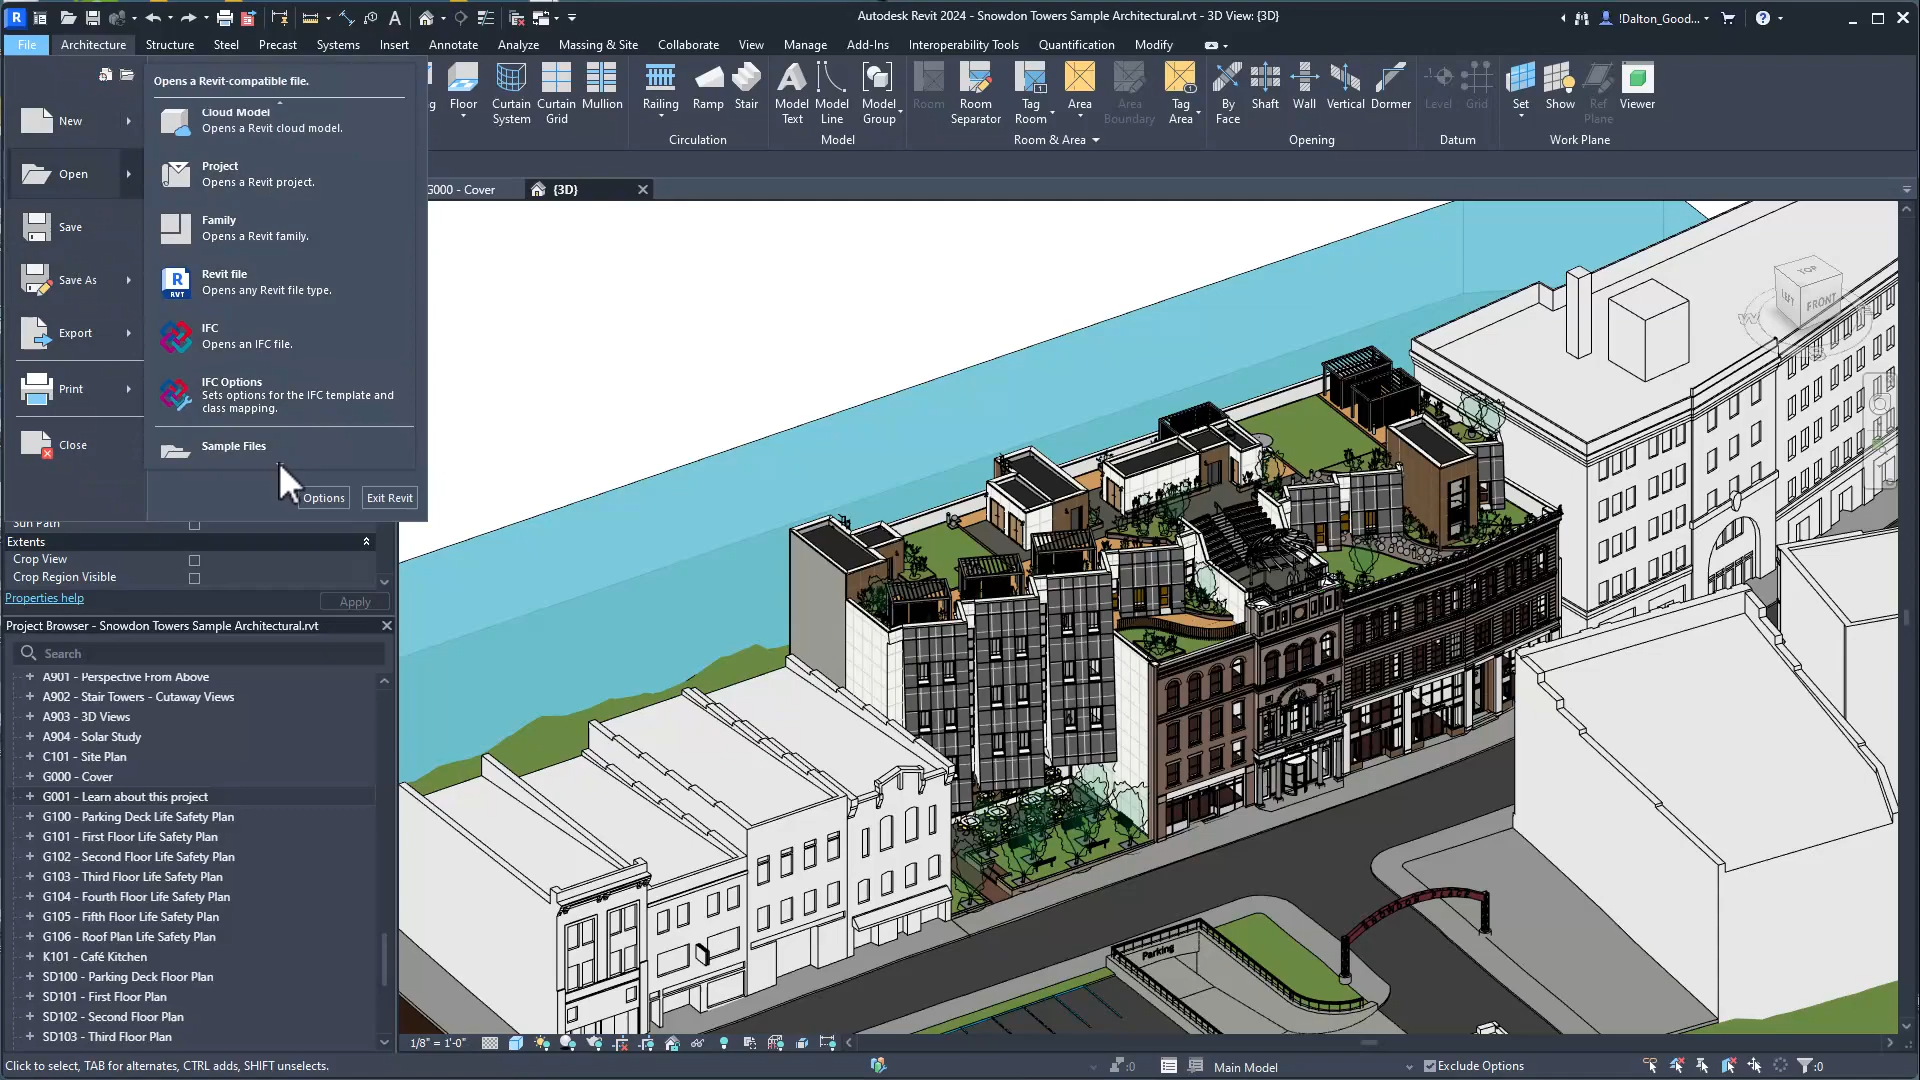 Autodesk Revit 2024 - Snowdon Towers Sample Architectural.rvt - 3D View: {3D}
!Dalton_Good...
File Architecture Structure Steel Precast Systems Insert Annotate Analyze Massing & Site Collaborate View Manage Add-Ins Interoperability Tools Quantification Modify
New
Open
Save
Save As
Export
Print
Close
Opens a Revit-compatible file.
Cloud Model
Opens a Revit cloud model.
Project
Opens a Revit project.
Family
Opens a Revit family.
Revit file
Opens any Revit file type.
IFC
Opens an IFC file.
IFC Options
Sets options for the IFC template and
class mapping.
Sample Files
Options Exit Revit
Floor
Curtain System
Curtain Grid
Mullion
Railing
Ramp
Stair
Model Text
Model Line
Model Group
Room
Room Separator
Tag Room
Area
Area Boundary
Tag Area
By Face
Shaft
Wall
Vertical
Dormer
Level
Grid
Set
Show
Ref Plane
Viewer
Circulation Model Room & Area Opening Datum Work Plane
G000 - Cover {3D}
TOP
FRONT
Parking
Sun Path
Extents
Crop View
Crop Region Visible
Properties help Apply
Project Browser - Snowdon Towers Sample Architectural.rvt
Search
A901 - Perspective From Above
A902 - Stair Towers - Cutaway Views
A903 - 3D Views
A904 - Solar Study
C101 - Site Plan
G000 - Cover
G001 - Learn about this project
G100 - Parking Deck Life Safety Plan
G101 - First Floor Life Safety Plan
G102 - Second Floor Life Safety Plan
G103 - Third Floor Life Safety Plan
G104 - Fourth Floor Life Safety Plan
G105 - Fifth Floor Life Safety Plan
G106 - Roof Plan Life Safety Plan
K101 - Café Kitchen
SD100 - Parking Deck Floor Plan
SD101 - First Floor Plan
SD102 - Second Floor Plan
SD103 - Third Floor Plan
1/8" = 1'-0"
Click to select, TAB for alternates, CTRL adds, SHIFT unselects.
:0
Main Model
Exclude Options
:0